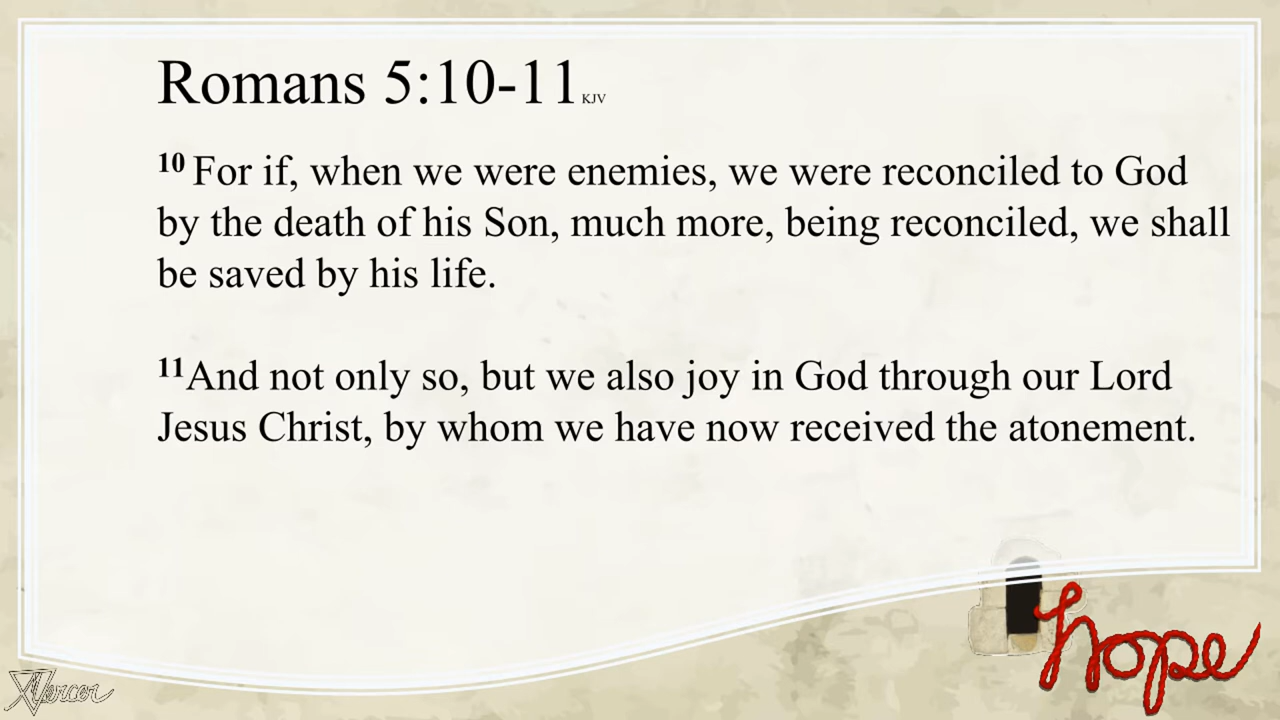 Romans 5:10-11 KJV
10 For if, when we were enemies, we were reconciled to God
by the death of his Son, much more, being reconciled, we shall
be saved by his life.
11And not only so, but we also joy in God through our Lord
Jesus Christ, by whom we have now received the atonement.
hope